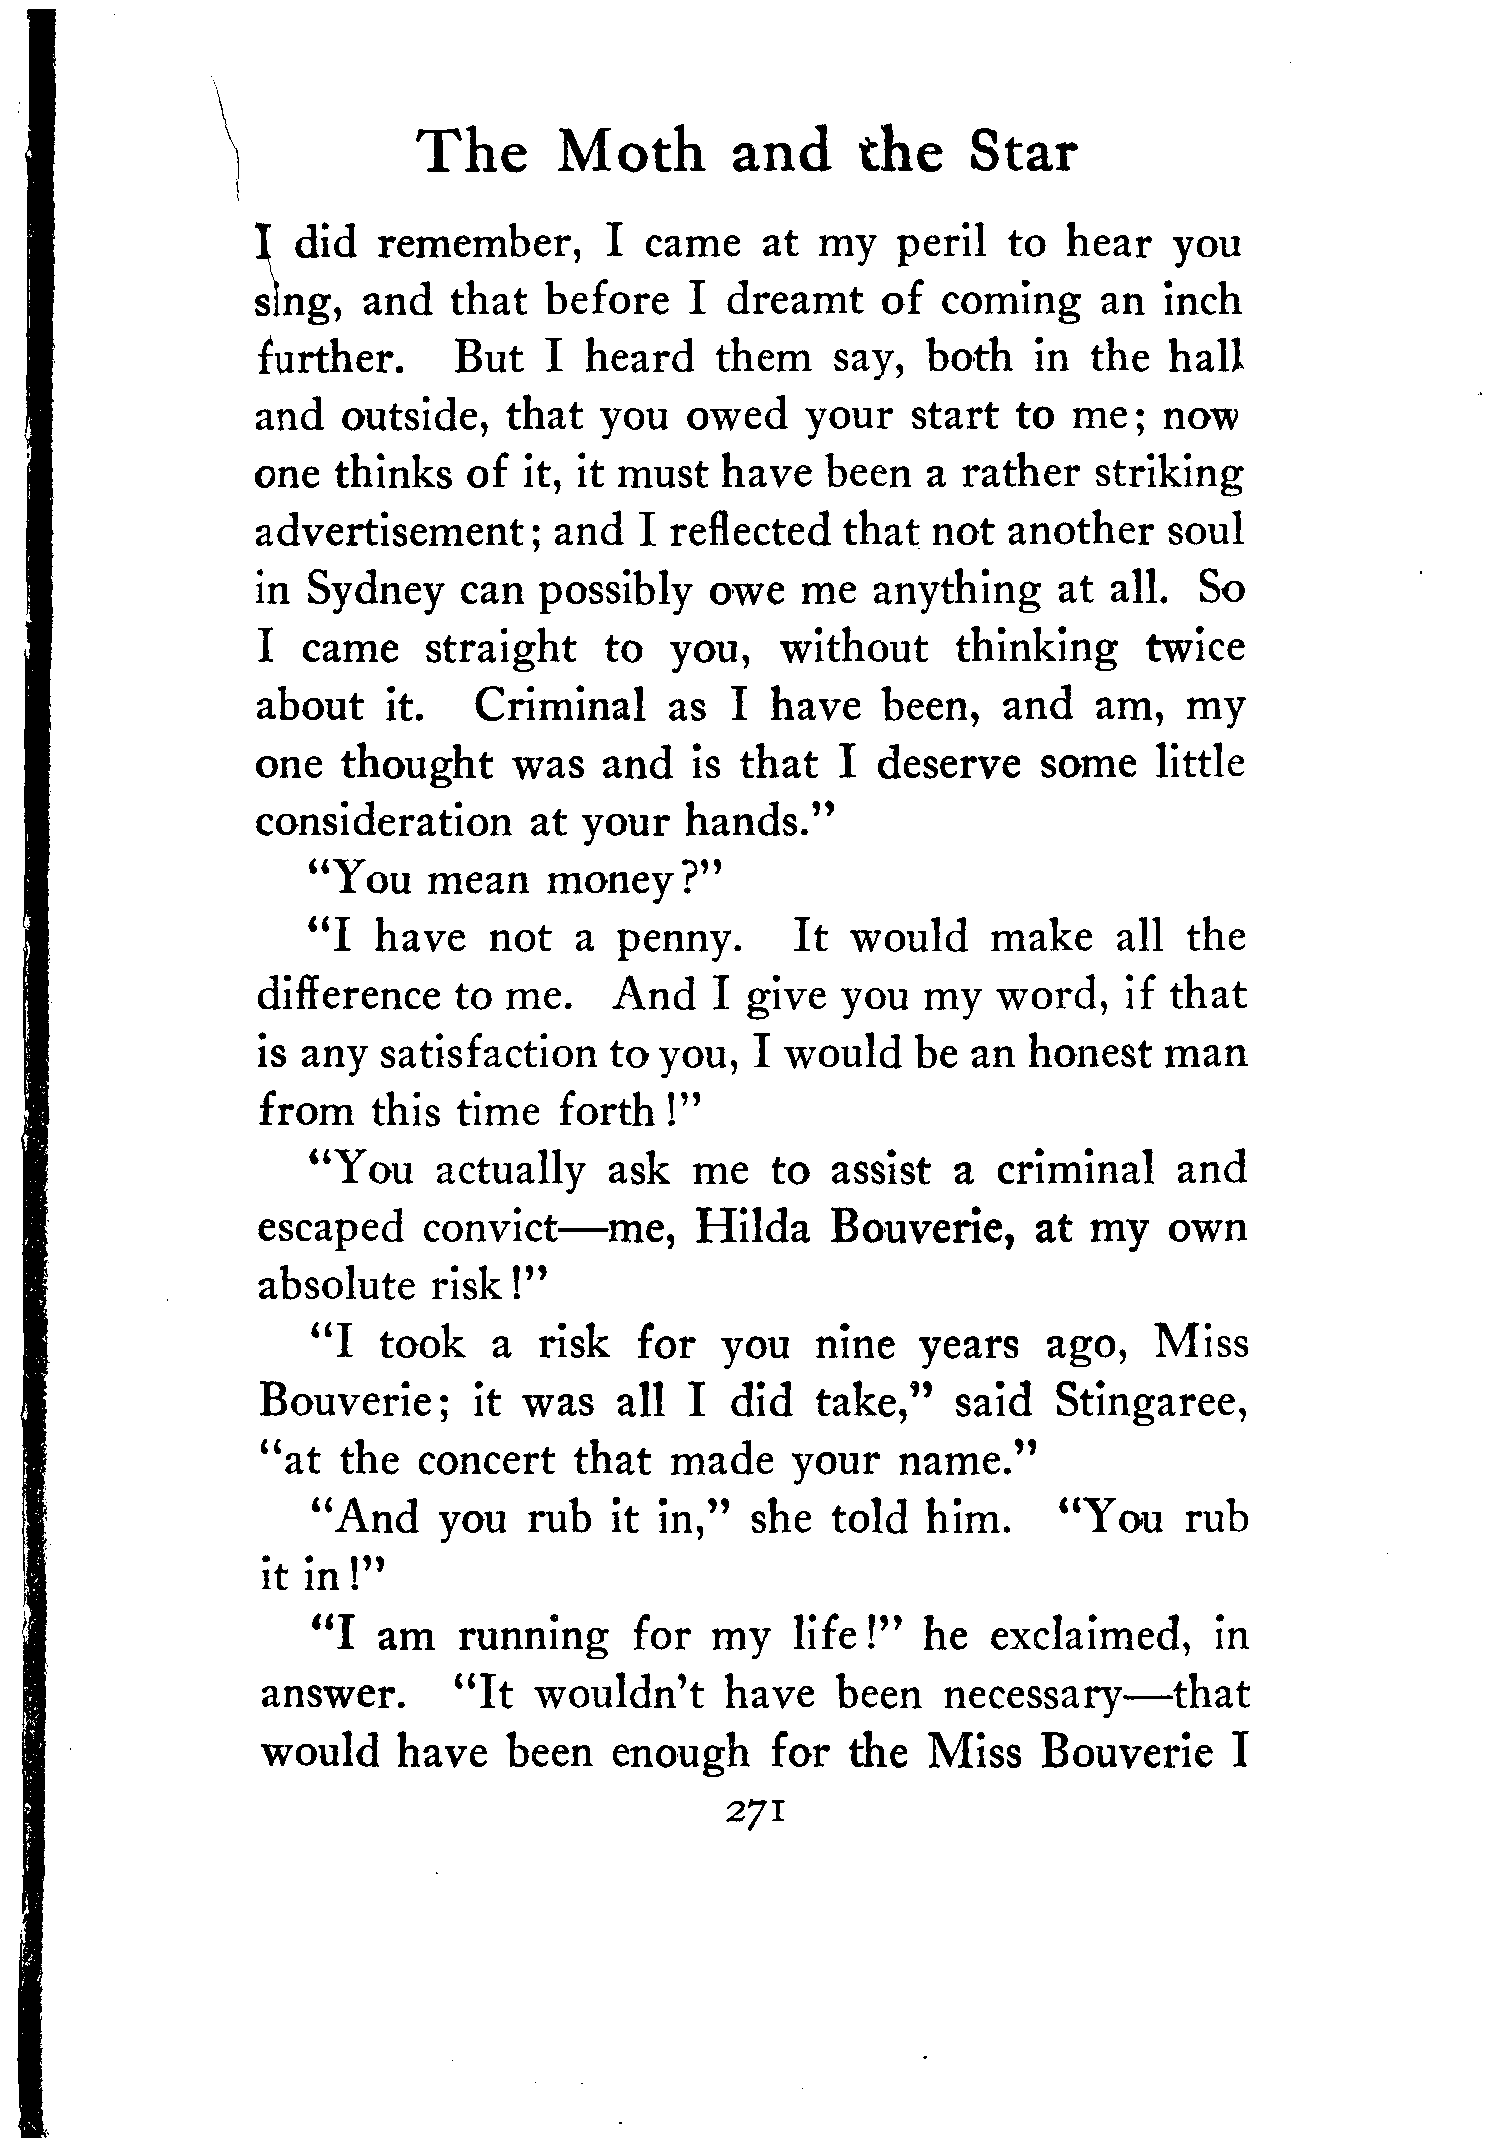 The Moth and the Star
I did remember, I came at my peril to hear you
sing, and that before I dreamt of coming an inch
further. But I heard them say, both in the hall
and outside, that you owed your start to me; now
one thinks of it, it must have been a rather striking
advertisement; and I reflected that not another soul
in Sydney can possibly owe me anything at all. So
I came straight to you, without thinking twice
about it. Criminal as I have been, and am, my
one thought was and is that I deserve some little
consideration at your hands."
"You mean money?"
"I have not a penny. It would make all the
difference to me. And I give you my word, if that
is any satisfaction to you, I would be an honest man
from this time forth!"
"You actually ask me to assist a criminal and
escaped convict—me, Hilda Bouverie, at my own
absolute risk!"
"I took a risk for you nine years ago, Miss
Bouverie; it was all I did take," said Stingaree,
"at the concert that made your name."
"And you rub it in," she told him. "You rub
it in!"
"I am running for my life!" he exclaimed, in
answer. "It wouldn't have been necessary—that
would have been enough for the Miss Bouverie I
271